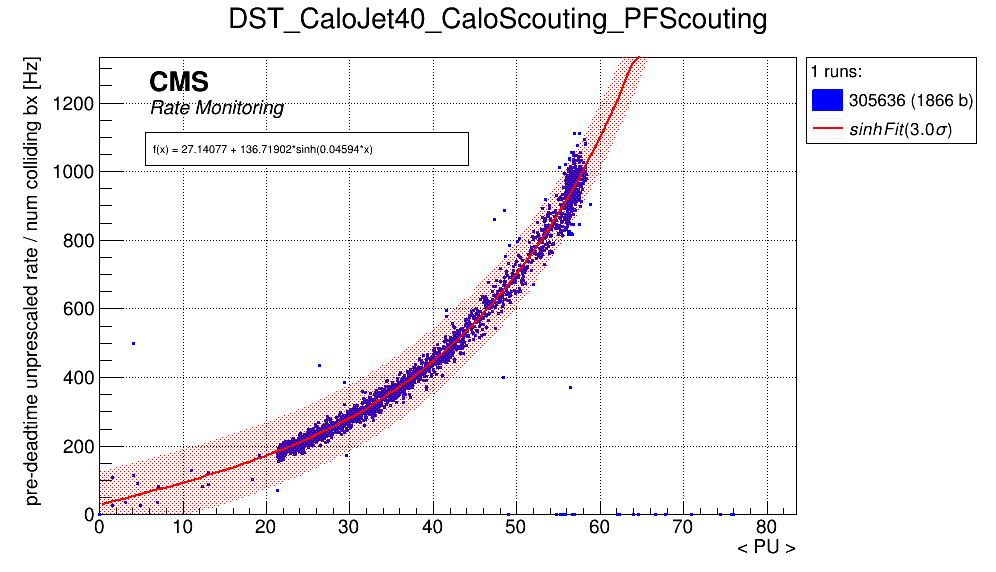 DST_CaloJet40_CaloScouting_PFScouting
pre-deadtime unprescaled rate / num colliding bx [Hz]
CMS
Rate Monitoring
f(x) = 27.14077 + 136.71902*sinh(0.04594*x)
1200
1000
800
600
400
200
0
0 10 20 30 40 50 60 70 80
< PU >
1 runs:
305636 (1866 b)
sinhFit(3.0σ)